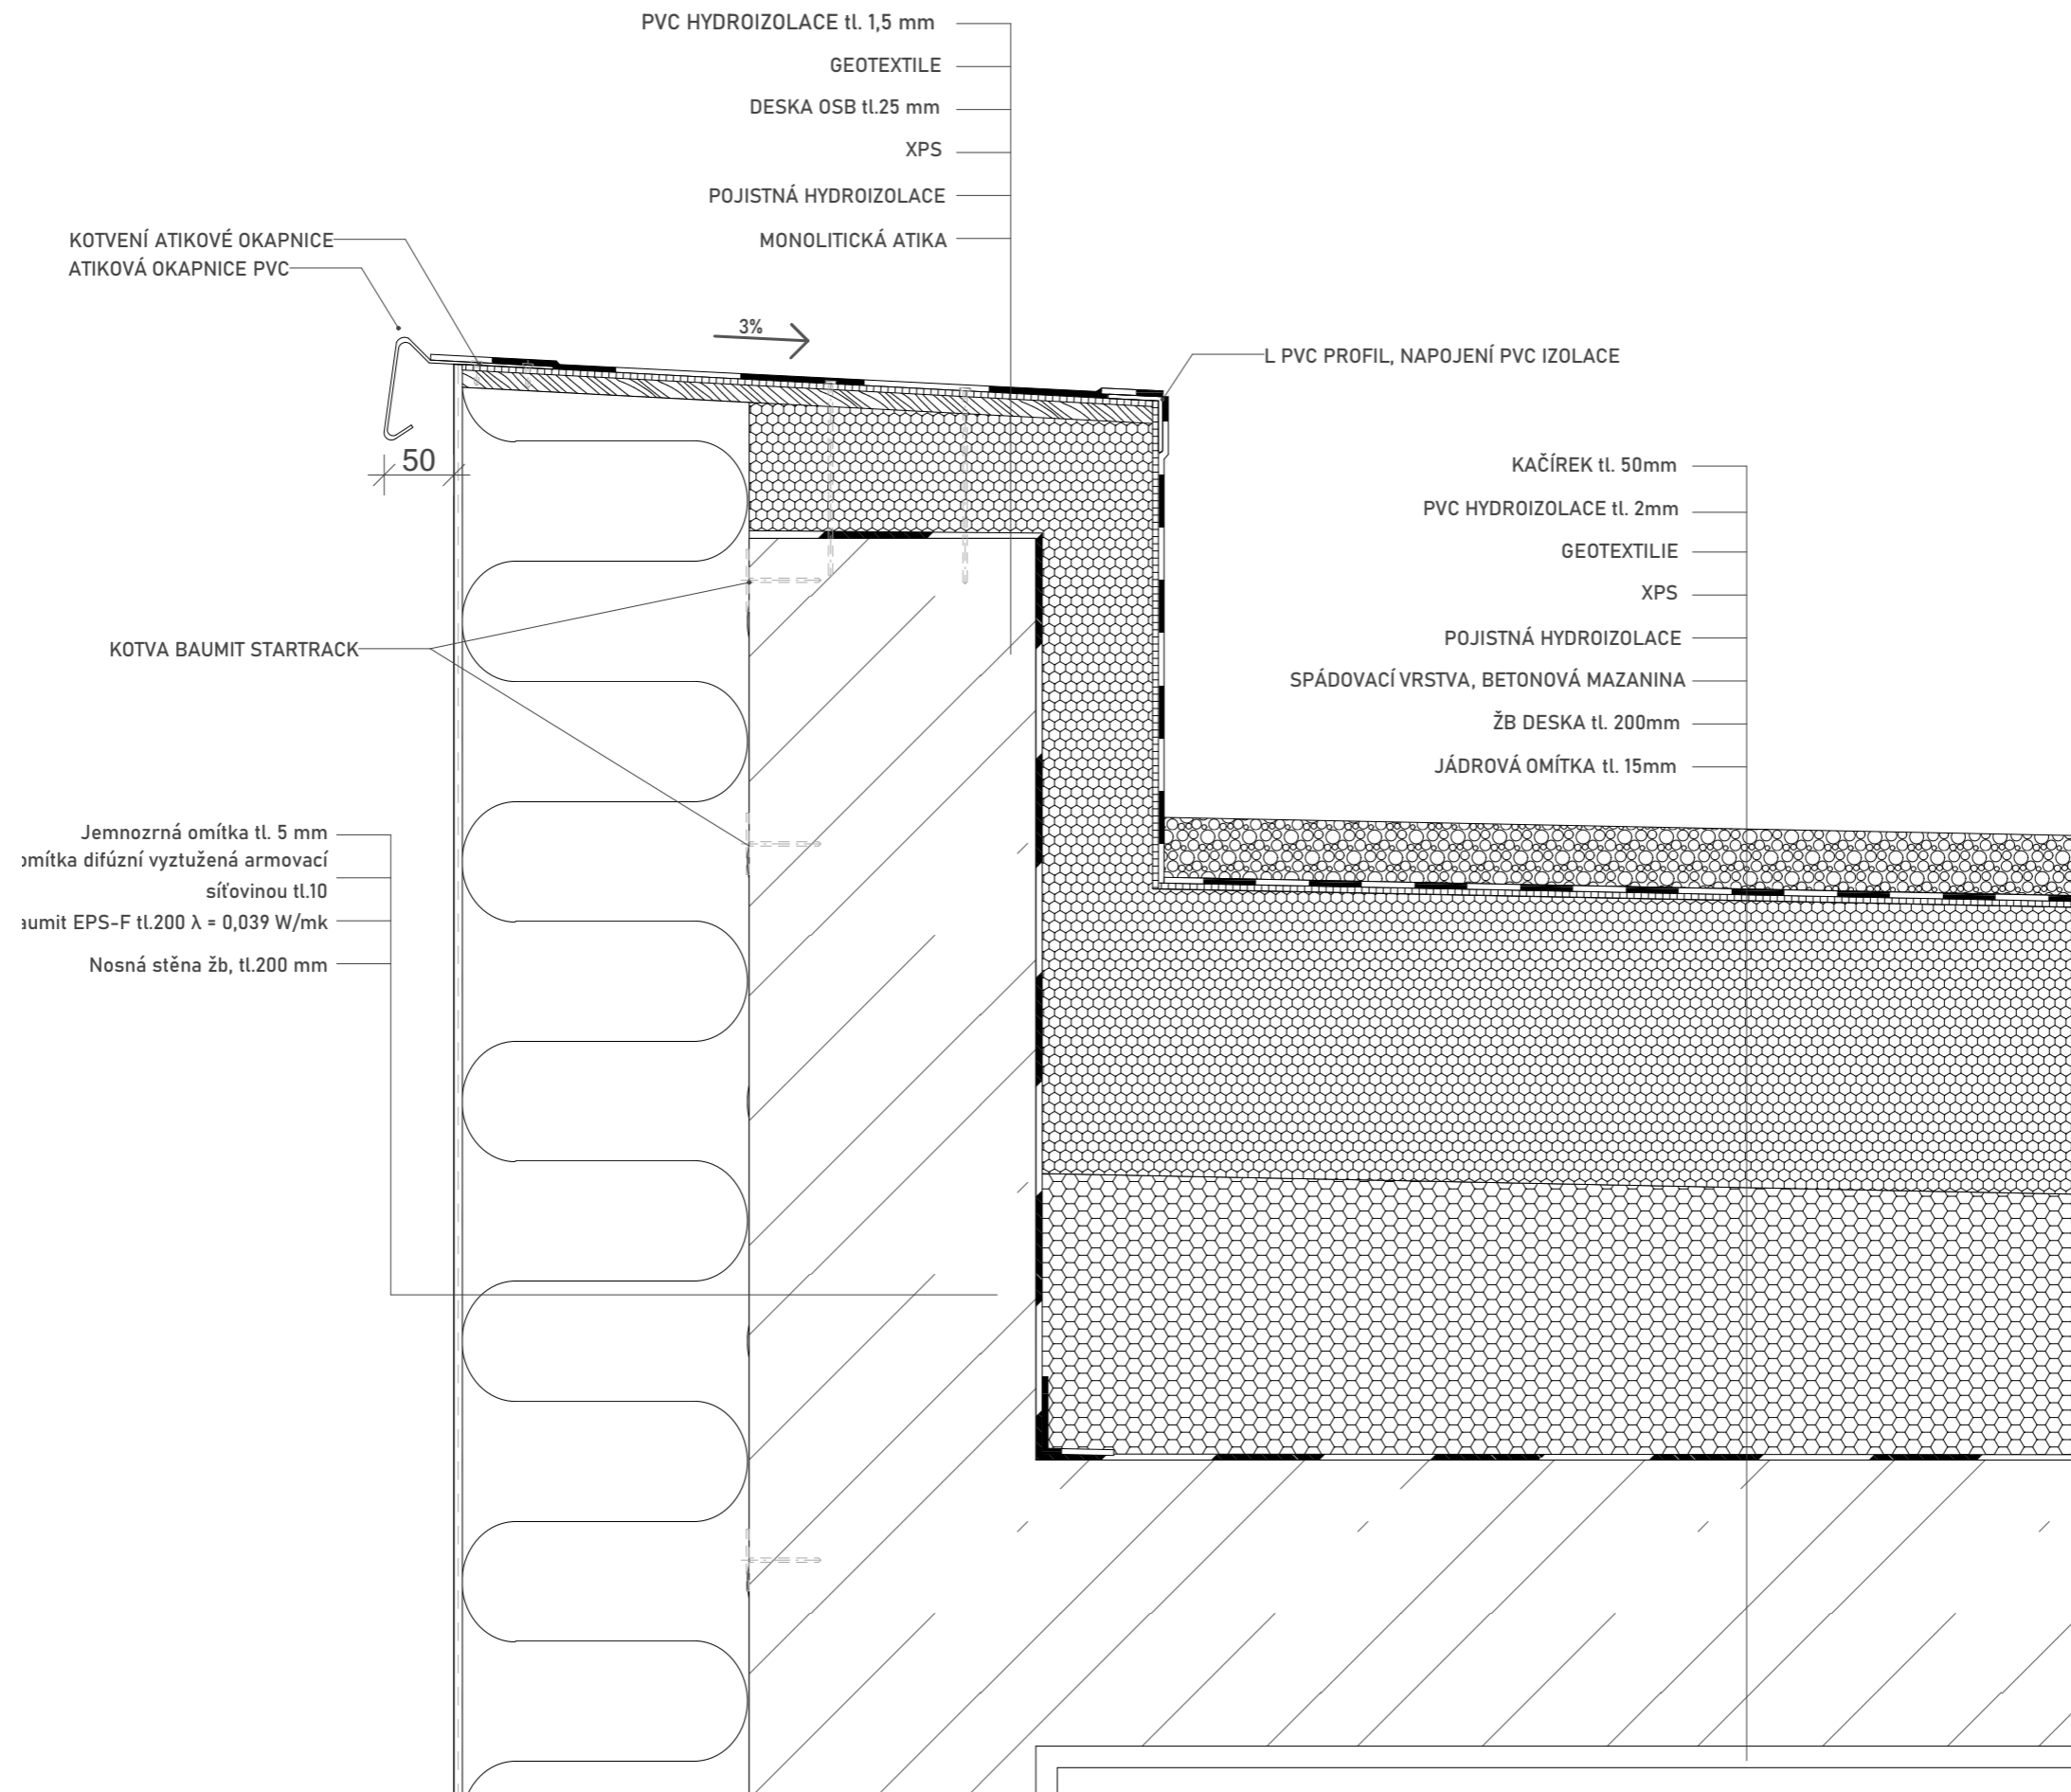 PVC HYDROIZOLACE tl. 1,5 mm
GEOTEXTILE
DESKA OSB tl.25 mm
XPS
POJISTNÁ HYDROIZOLACE
MONOLITICKÁ ATIKA
KOTVENÍ ATIKOVÉ OKAPNICE
ATIKOVÁ OKAPNICE PVC
3%
L PVC PROFIL, NAPOJENÍ PVC IZOLACE
50
KAČÍREK tl. 50mm
PVC HYDROIZOLACE tl. 2mm
GEOTEXTILIE
XPS
POJISTNÁ HYDROIZOLACE
SPÁDOVACÍ VRSTVA, BETONOVÁ MAZANINA
ŽB DESKA tl. 200mm
JÁDROVÁ OMÍTKA tl. 15mm
KOTVA BAUMIT STARTRACK
Jemnozrná omítka tl. 5 mm
omítka difúzní vyztužená armovací
síťovinou tl.10
aumit EPS-F tl.200 λ = 0,039 W/mk
Nosná stěna žb, tl.200 mm